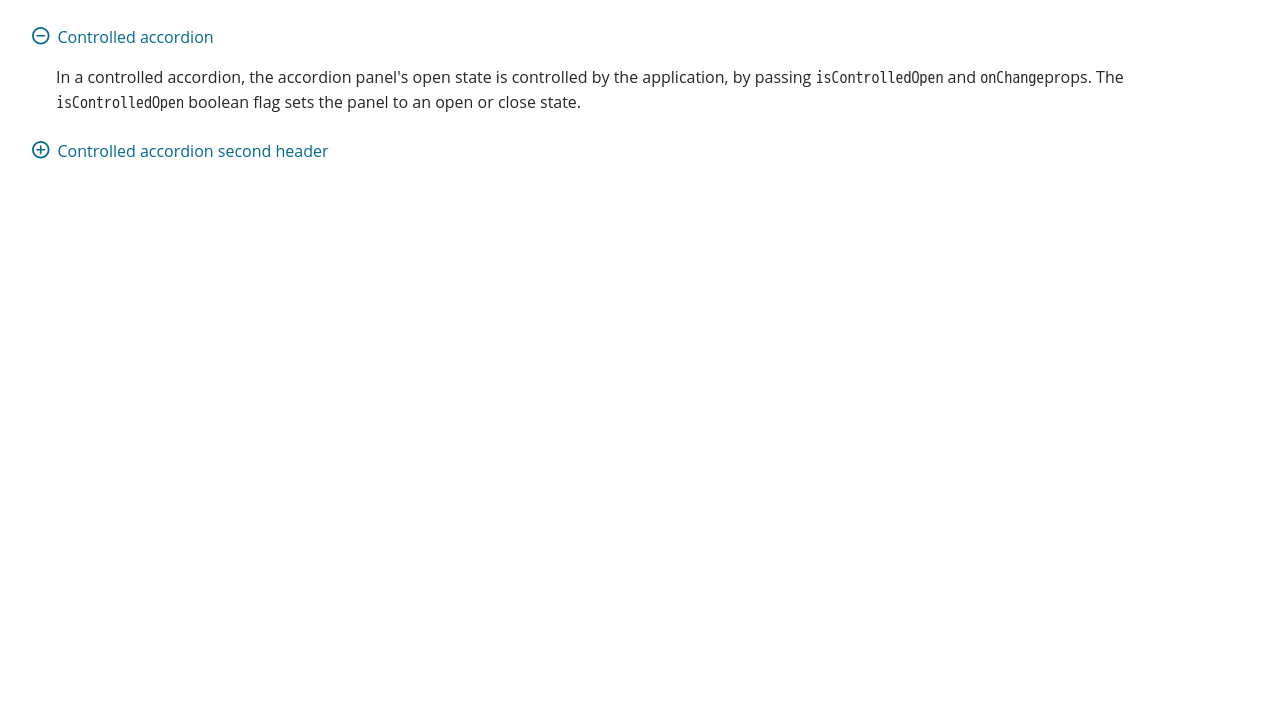 Controlled accordion
In a controlled accordion, the accordion panel's open state is controlled by the application, by passing isControlledOpen and onChangeprops. The
isControlledOpen boolean flag sets the panel to an open or close state.
Controlled accordion second header